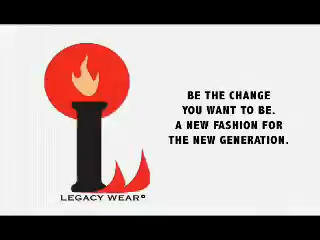 BE THE CHANGE
YOU WANT TO BE.
A NEW FASHION FOR
THE NEW GENERATION.
LEGACY WEAR®